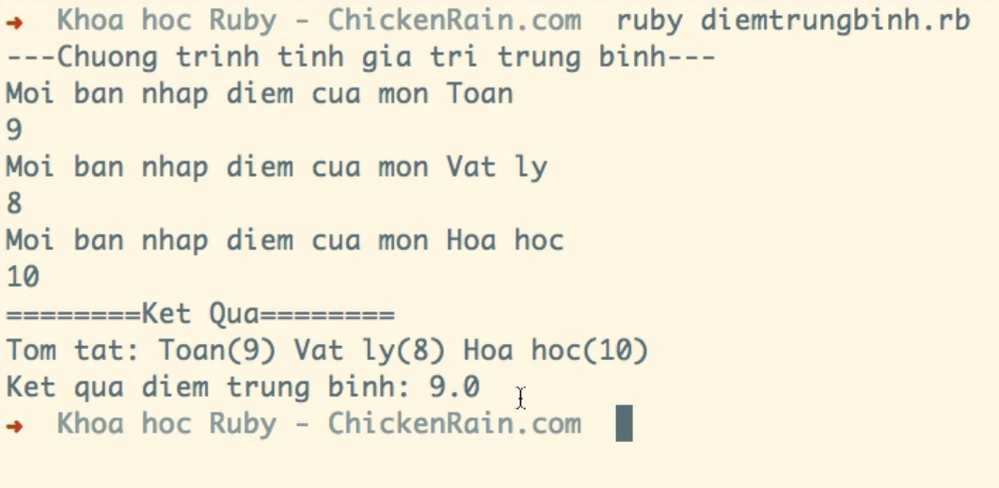 ➜ Khoa hoc Ruby - ChickenRain.com ruby diemtrungbinh.rb
---Chuong trinh tinh gia tri trung binh---
Moi ban nhap diem cua mon Toan
9
Moi ban nhap diem cua mon Vat ly
8
Moi ban nhap diem cua mon Hoa hoc
10
========Ket Qua========
Tom tat: Toan(9) Vat ly(8) Hoa hoc(10)
Ket qua diem trung binh: 9.0
➜ Khoa hoc Ruby - ChickenRain.com